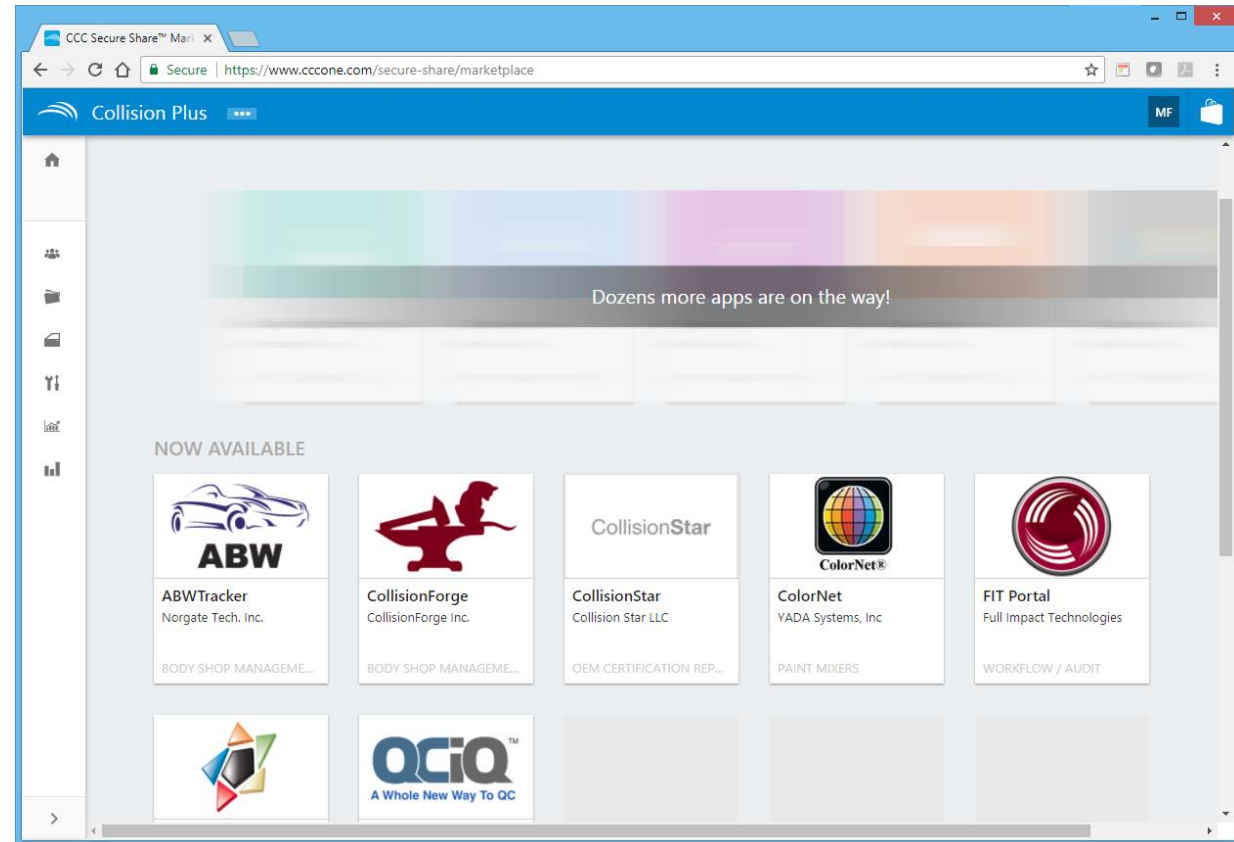 CCC Secure Share™ Mar
Secure | https://www.cccone.com/secure-share/marketplace
Collision Plus
MF
Dozens more apps are on the way!
NOW AVAILABLE
ABW
CollisionStar
ColorNet®
ABWTracker
Norgate Tech. Inc.
BODY SHOP MANAGEME...
CollisionForge
CollisionForge Inc.
BODY SHOP MANAGEME...
CollisionStar
Collision Star LLC
OEM CERTIFICATION REP...
ColorNet
YADA Systems, Inc
PAINT MIXERS
FIT Portal
Full Impact Technologies
WORKFLOW / AUDIT
QCiQ™
A Whole New Way To QC